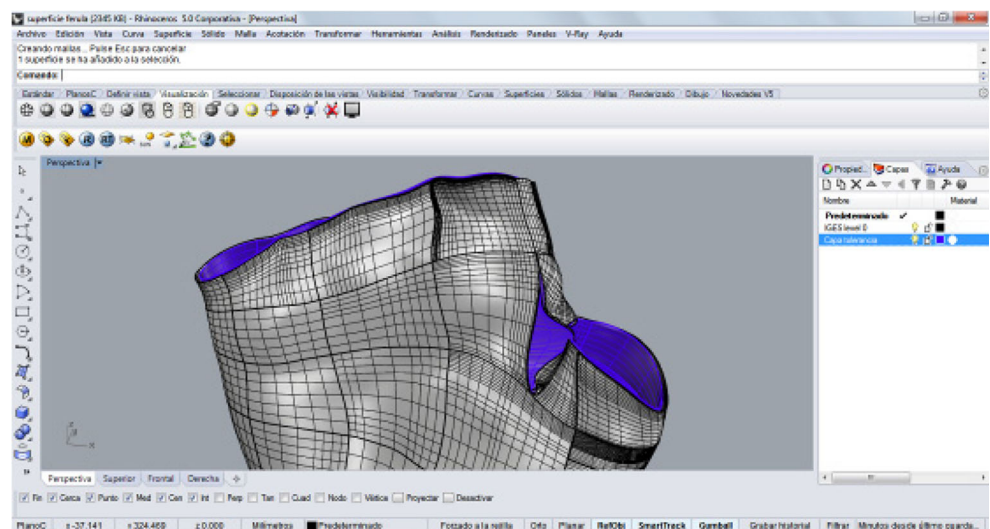 superficie ferula (2345 KB) - Rhinoceros 5.0 Corporativa - [Perspectiva]
Archivo Edición Vista Curva Superficie Sólido Malla Acotación Transformar Herramientas Análisis Renderizado Paneles V-Ray Ayuda
Creando mallas... Pulse Esc para cancelar
1 superficie se ha añadido a la selección.
Comando:
Estándar PlanosC Definir vista Visualización Seleccionar Disposición de las vistas Visibilidad Transformar Curvas Superficies Sólidos Mallas Renderizado Dibujo Novedades V5
Perspectiva
Propied... Capas Ayuda
Nombre Material
Predeterminado
IGES level 0
Capa tolerancia
Perspectiva Superior Frontal Derecha
Fin Cerca Punto Med Cen Int Perp Tan Cuad Nodo Vértice Proyectar Desactivar
PlanoC x -37.141 y 324.469 z 0.000 Milímetros Predeterminado Forzado a la rejilla Orto Planar RefObj SmartTrack Gumball Grabar historial Filtrar Minutos desde último guarda...